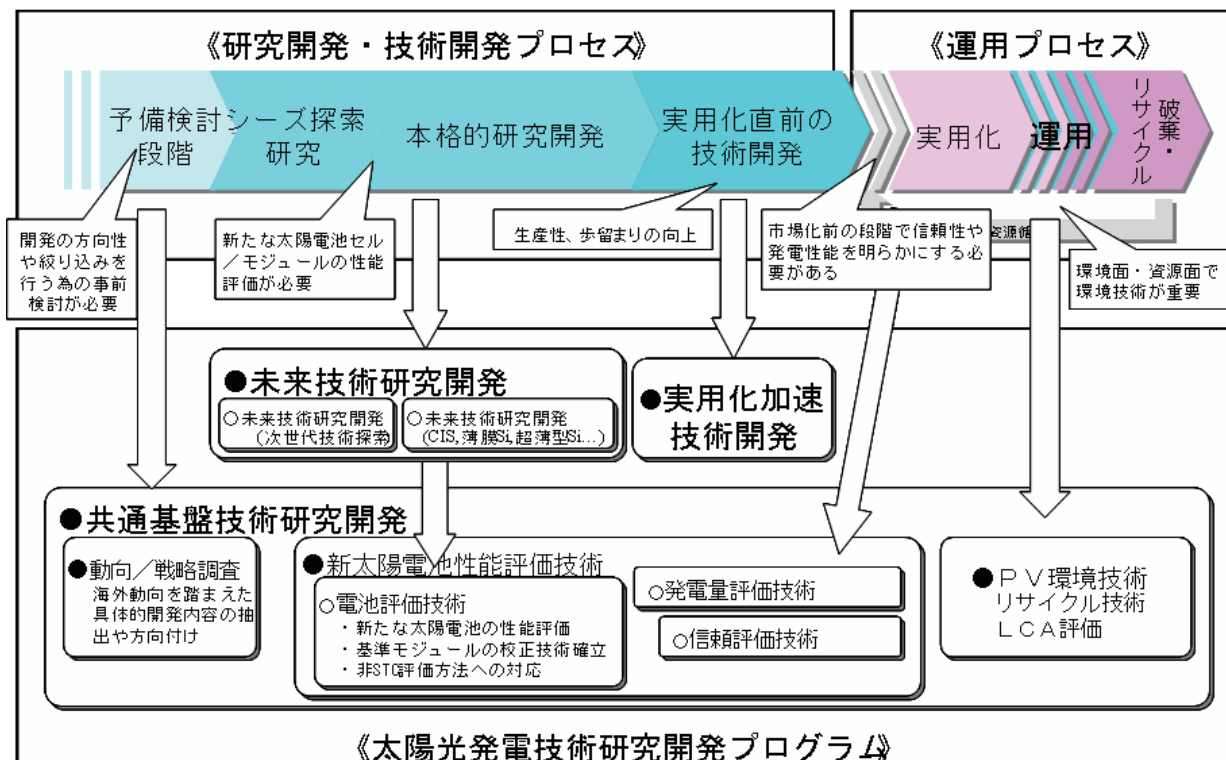 《研究開発・技術開発プロセス》
《運用プロセス》
予備検討
段階
シーズ探索
研究
本格的研究開発
実用化直前の
技術開発
実用化
運用
破棄・
リサイクル
開発の方向性
や絞り込みを
行う為の事前
検討が必要
新たな太陽電池セル
／モジュールの性能
評価が必要
生産性、歩留まりの向上
市場化前の段階で信頼性や
発電性能を明らかにする必
要がある
資源循
環境面・資源面で
環境技術が重要
●未来技術研究開発
○未来技術研究開発
(次世代技術探索)
○未来技術研究開発
(CIS,薄膜Si,超薄型Si…)
●実用化加速
技術開発
●共通基盤技術研究開発
●動向／戦略調査
海外動向を踏まえた
具体的開発内容の抽
出や方向付け
●新太陽電池性能評価技術
○電池評価技術
・新たな太陽電池の性能評価
・基準モジュールの校正技術確立
・非STC評価方法への対応
○発電量評価技術
○信頼評価技術
●ＰＶ環境技術
リサイクル技術
ＬＣＡ評価
《太陽光発電技術研究開発プログラム》